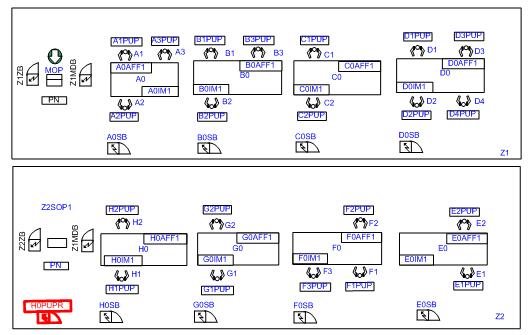 A1PUP A3PUP B1PUP B3PUP C1PUP D1PUP D3PUP
A1 A3 B1 B3 C1 D1 D3
Z1ZB MOP Z1MDB A0AFF1 B0AFF1 C0AFF1 D0AFF1
A0 B0 C0 D0
A0IM1 B0IM1 C0IM1 D0IM1
PN A2 B2 C2 D2 D4
A2PUP B2PUP C2PUP D2PUP D4PUP
A0SB B0SB C0SB D0SB
Z1
Z2SOP1 H2PUP G2PUP F2PUP E2PUP
H2 G2 F2 E2
Z2ZB Z1MDB H0AFF1 G0AFF1 F0AFF1 E0AFF1
H0 G0 F0 E0
H0IM1 G0IM1 F0IM1 E0IM1
PN H1 G1 F3 F1 E1
H1PUP G1PUP F3PUP F1PUP E1PUP
H0PUPR H0SB G0SB F0SB E0SB
Z2